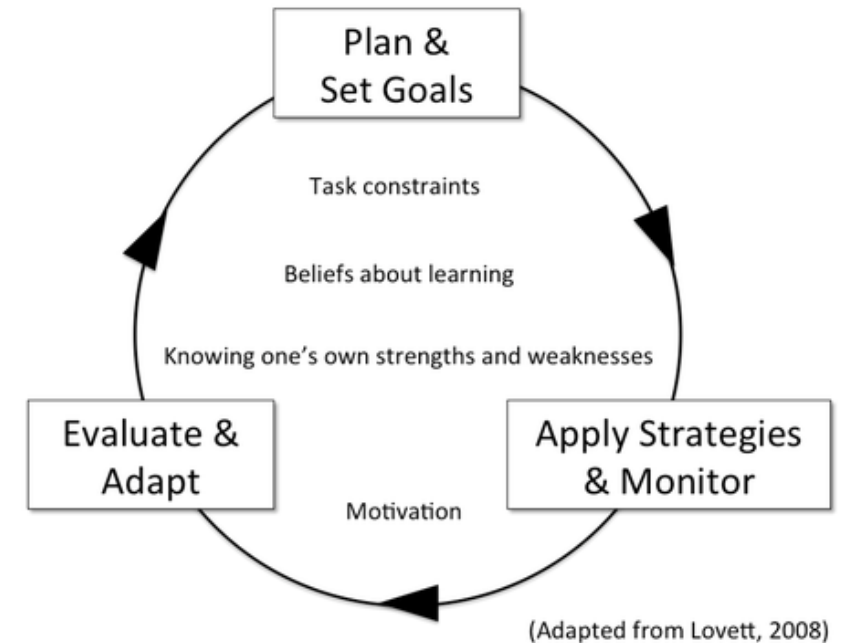 Plan &
Set Goals
Task constraints
Beliefs about learning
Knowing one’s own strengths and weaknesses
Evaluate &
Adapt
Apply Strategies
& Monitor
Motivation
(Adapted from Lovett, 2008)